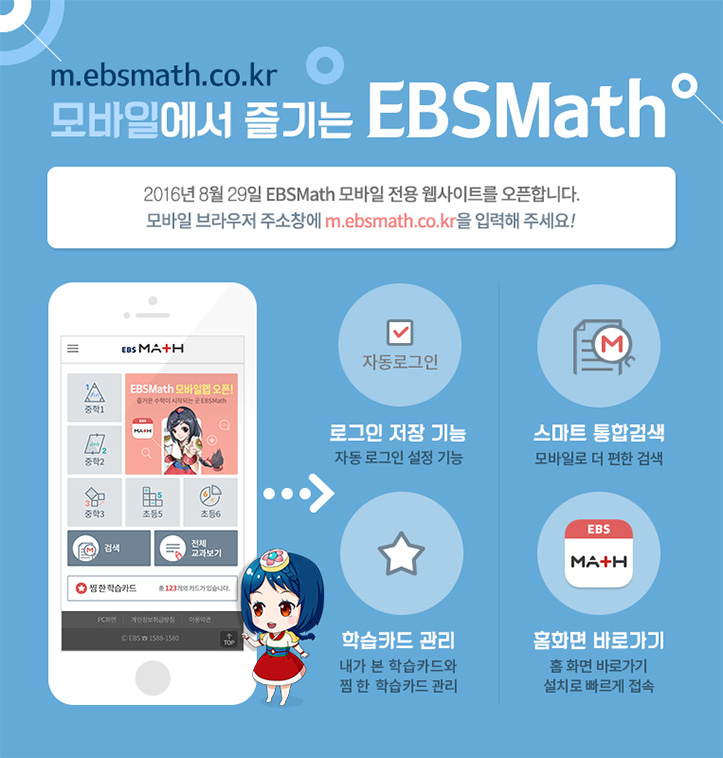 m.ebsmath.co.kr
모바일에서 즐기는 EBSMath
2016년 8월 29일 EBSMath 모바일 전용 웹사이트를 오픈합니다.
모바일 브라우저 주소창에 m.ebsmath.co.kr을 입력해 주세요!
EBS MATH
중학1
중학2
중학3
초등5
초등6
EBSMath 모바일웹 오픈!
즐거운 수학이 시작되는 곳 EBSMath
EBS
MATH
검색
전체
교과보기
찜 한 학습카드
총 123개의 카드가 있습니다.
PC화면 | 개인정보취급방침 | 이용약관
© EBS ☎ 1588-1580
TOP
자동로그인
로그인 저장 기능
자동 로그인 설정 기능
M
스마트 통합검색
모바일로 더 편한 검색
학습카드 관리
내가 본 학습카드와
찜 한 학습카드 관리
EBS
MATH
홈화면 바로가기
홈 화면 바로가기
설치로 빠르게 접속